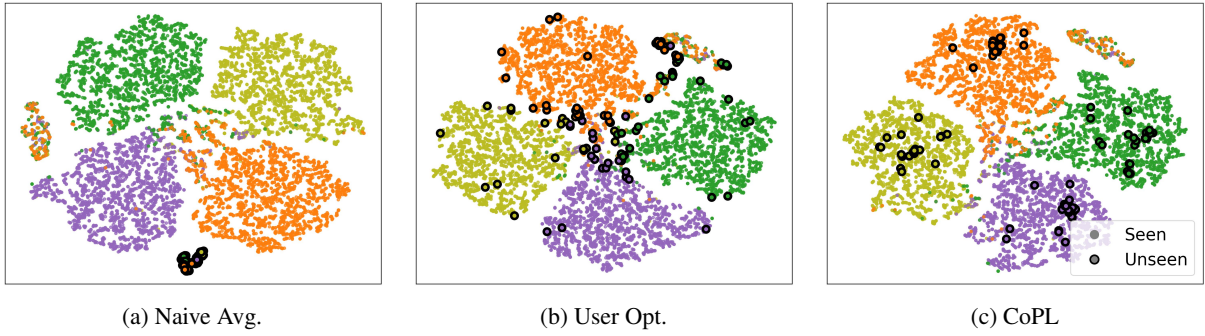 Seen
Unseen
(a) Naive Avg.
(b) User Opt.
(c) CoPL